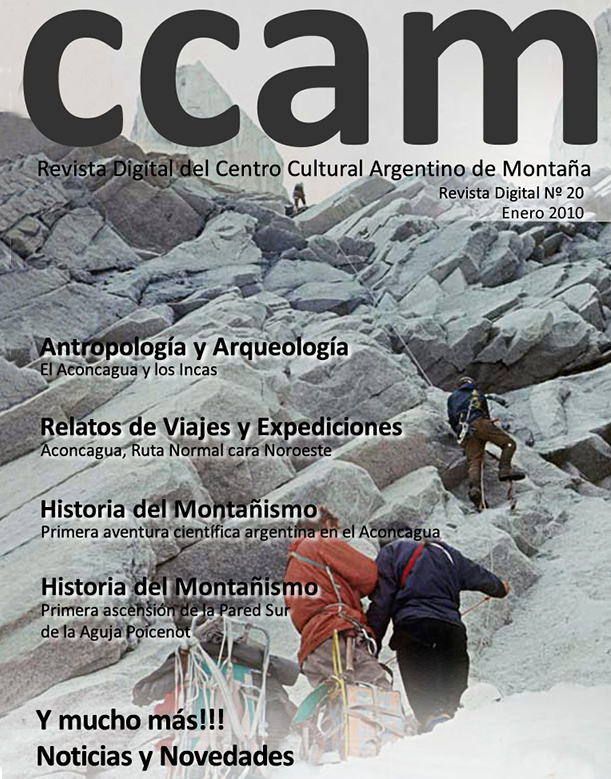 ccam
Revista Digital del Centro Cultural Argentino de Montaña
Revista Digital Nº 20
Enero 2010
Antropología y Arqueología
El Aconcagua y los Incas
Relatos de Viajes y Expediciones
Aconcagua, Ruta Normal cara Noroeste
Historia del Montañismo
Primera aventura científica argentina en el Aconcagua
Historia del Montañismo
Primera ascensión de la Pared Sur
de la Aguja Poicenot
Y mucho más!!!
Noticias y Novedades